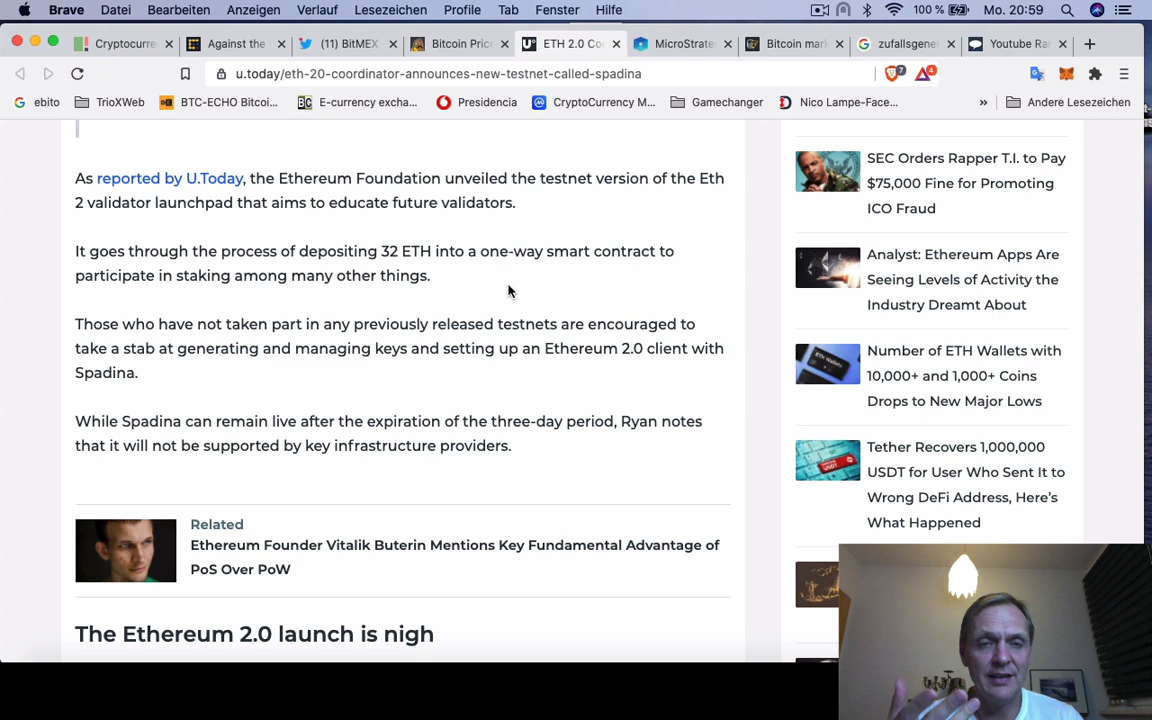 Brave Datei Bearbeiten Anzeigen Verlauf Lesezeichen Profile Tab Fenster Hilfe 100 % Mo. 20:59
Cryptocurre Against the (11) BitMEX Bitcoin Price ETH 2.0 Co MicroStrate Bitcoin mark zufallsgene Youtube Ra
u.today/eth-20-coordinator-announces-new-testnet-called-spadina 7 4
ebito TrioXWeb BTC-ECHO Bitcoi... E-currency excha... Presidencia CryptoCurrency M... Gamechanger Nico Lampe-Face... » Andere Lesezeichen
As reported by U.Today, the Ethereum Foundation unveiled the testnet version of the Eth
2 validator launchpad that aims to educate future validators.
It goes through the process of depositing 32 ETH into a one-way smart contract to
participate in staking among many other things.
Those who have not taken part in any previously released testnets are encouraged to
take a stab at generating and managing keys and setting up an Ethereum 2.0 client with
Spadina.
While Spadina can remain live after the expiration of the three-day period, Ryan notes
that it will not be supported by key infrastructure providers.
Related
Ethereum Founder Vitalik Buterin Mentions Key Fundamental Advantage of
PoS Over PoW
The Ethereum 2.0 launch is nigh
SEC Orders Rapper T.I. to Pay
$75,000 Fine for Promoting
ICO Fraud
Analyst: Ethereum Apps Are
Seeing Levels of Activity the
Industry Dreamt About
Number of ETH Wallets with
10,000+ and 1,000+ Coins
Drops to New Major Lows
Tether Recovers 1,000,000
USDT for User Who Sent It to
Wrong DeFi Address, Here's
What Happened